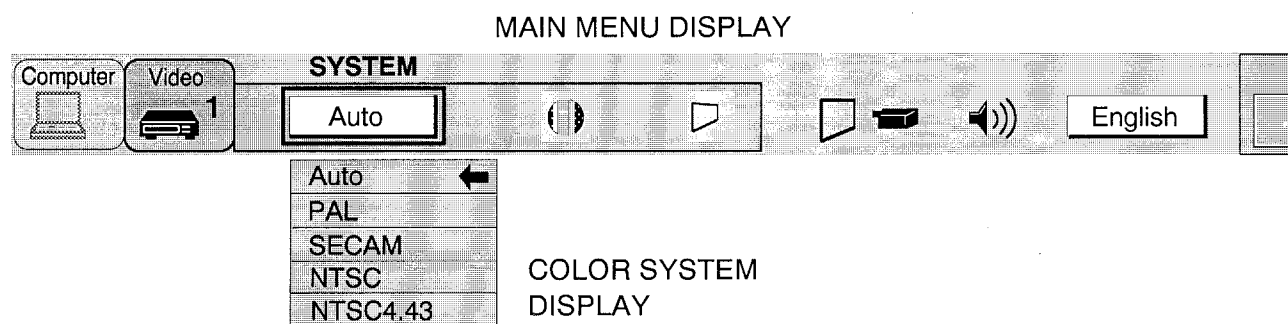 MAIN MENU DISPLAY
Computer Video SYSTEM
1 Auto English
Auto
PAL
SECAM
NTSC COLOR SYSTEM
NTSC4.43 DISPLAY